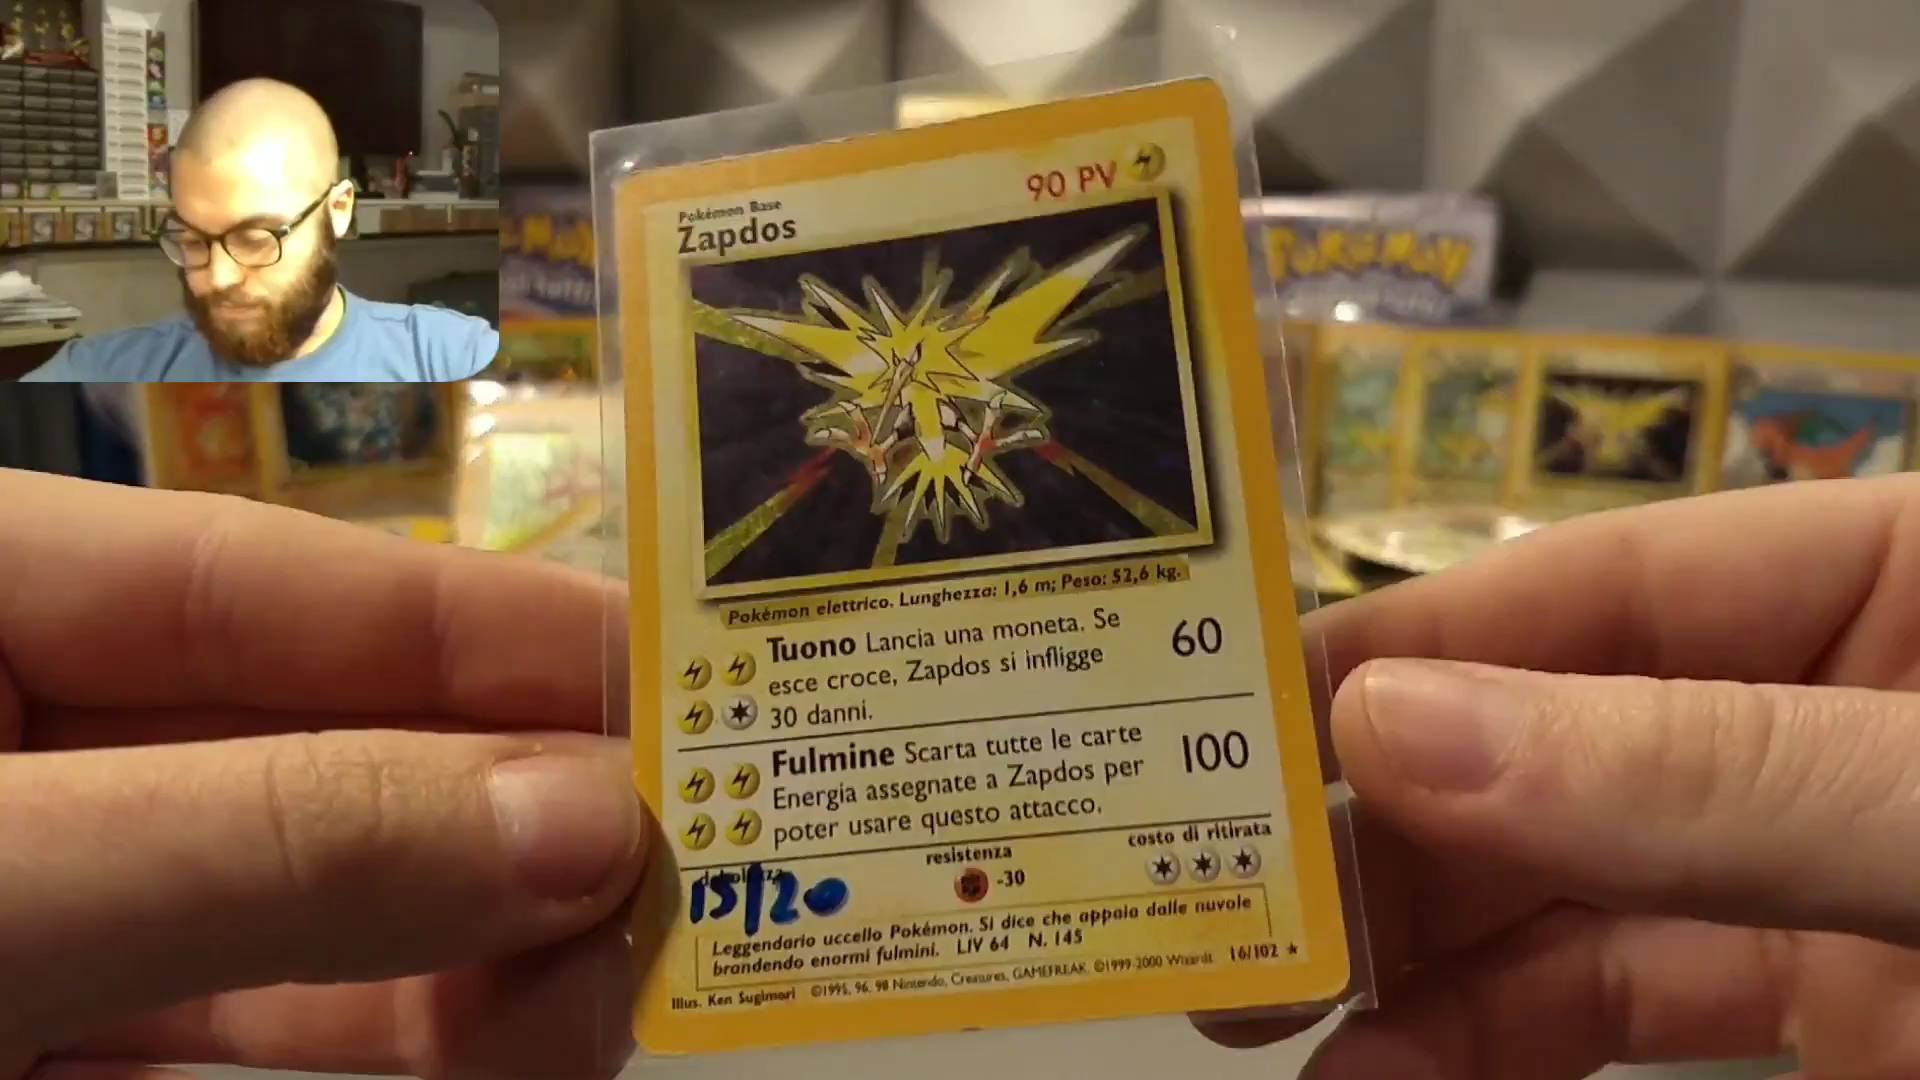 90 PV
Pokémon Base
Zapdos
Pokémon elettrico. Lunghezza: 1,6 m; Peso: 52,6 kg.
Tuono Lancia una moneta. Se
esce croce, Zapdos si infligge
30 danni.
60
Fulmine Scarta tutte le carte
Energia assegnate a Zapdos per
poter usare questo attacco.
100
debolezza
resistenza
costo di ritirata
15/20
-30
Leggendario uccello Pokémon. Si dice che appaia dalle nuvole
brandendo enormi fulmini. LIV 64 N. 145
Illus. Ken Sugimori ©1995, 96, 98 Nintendo, Creatures, GAMEFREAK. ©1999-2000 Wizards. 16/102 ★
POKéMON